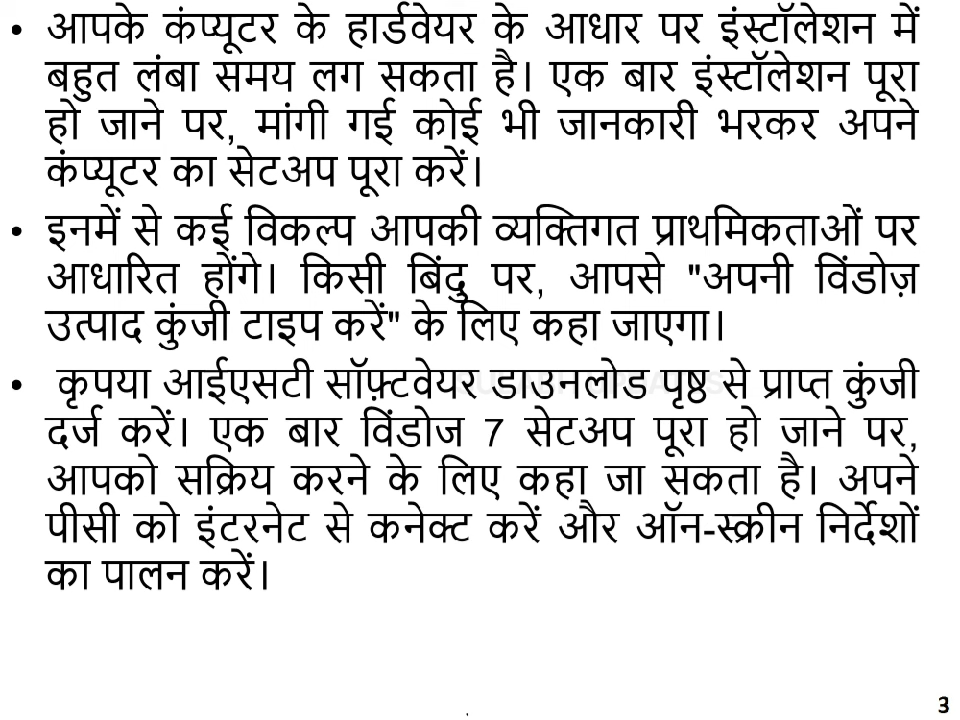 • आपके कंप्यूटर के हार्डवेयर के आधार पर इंस्टॉलेशन में
बहुत लंबा समय लग सकता है। एक बार इंस्टॉलेशन पूरा
हो जाने पर, मांगी गई कोई भी जानकारी भरकर अपने
कंप्यूटर का सेटअप पूरा करें।
• इनमें से कई विकल्प आपकी व्यक्तिगत प्राथमिकताओं पर
आधारित होंगे। किसी बिंदु पर, आपसे "अपनी विंडोज़
उत्पाद कुंजी टाइप करें" के लिए कहा जाएगा।
• कृपया आईएसटी सॉफ़्टवेयर डाउनलोड पृष्ठ से प्राप्त कुंजी
दर्ज करें। एक बार विंडोज 7 सेटअप पूरा हो जाने पर,
आपको सक्रिय करने के लिए कहा जा सकता है। अपने
पीसी को इंटरनेट से कनेक्ट करें और ऑन-स्क्रीन निर्देशों
का पालन करें।
. 3